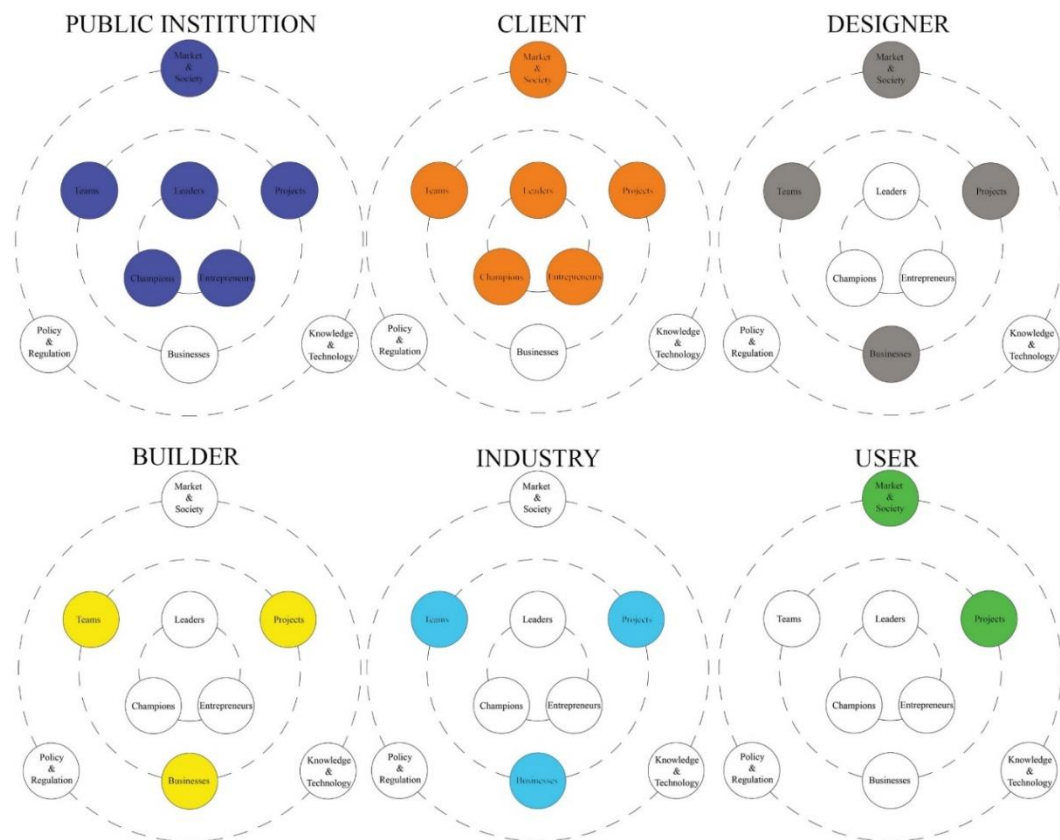 PUBLIC INSTITUTION
Market
&
Society
Teams
Leaders
Projects
Champions
Entrepreneurs
Policy
&
Regulation
Businesses
Knowledge
&
Technology
CLIENT
Market
&
Society
Teams
Leaders
Projects
Champions
Entrepreneurs
Policy
&
Regulation
Businesses
Knowledge
&
Technology
DESIGNER
Market
&
Society
Teams
Leaders
Projects
Champions
Entrepreneurs
Policy
&
Regulation
Businesses
Knowledge
&
Technology
BUILDER
Market
&
Society
Teams
Leaders
Projects
Champions
Entrepreneurs
Policy
&
Regulation
Businesses
Knowledge
&
Technology
INDUSTRY
Market
&
Society
Teams
Leaders
Projects
Champions
Entrepreneurs
Policy
&
Regulation
Businesses
Knowledge
&
Technology
USER
Market
&
Society
Teams
Leaders
Projects
Champions
Entrepreneurs
Policy
&
Regulation
Businesses
Knowledge
&
Technology